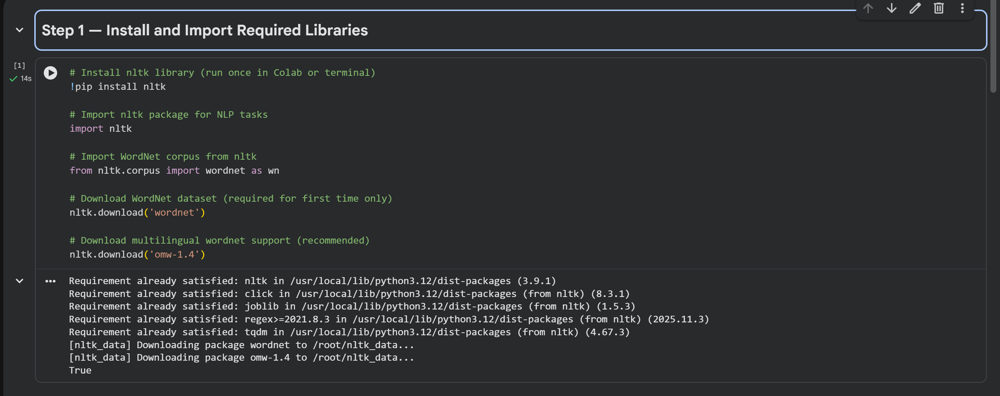 Step 1 — Install and Import Required Libraries
[1]
14s
# Install nltk library (run once in Colab or terminal)
!pip install nltk
# Import nltk package for NLP tasks
import nltk
# Import WordNet corpus from nltk
from nltk.corpus import wordnet as wn
# Download WordNet dataset (required for first time only)
nltk.download('wordnet')
# Download multilingual wordnet support (recommended)
nltk.download('omw-1.4')
Requirement already satisfied: nltk in /usr/local/lib/python3.12/dist-packages (3.9.1)
Requirement already satisfied: click in /usr/local/lib/python3.12/dist-packages (from nltk) (8.3.1)
Requirement already satisfied: joblib in /usr/local/lib/python3.12/dist-packages (from nltk) (1.5.3)
Requirement already satisfied: regex>=2021.8.3 in /usr/local/lib/python3.12/dist-packages (from nltk) (2025.11.3)
Requirement already satisfied: tqdm in /usr/local/lib/python3.12/dist-packages (from nltk) (4.67.3)
[nltk_data] Downloading package wordnet to /root/nltk_data...
[nltk_data] Downloading package omw-1.4 to /root/nltk_data...
True